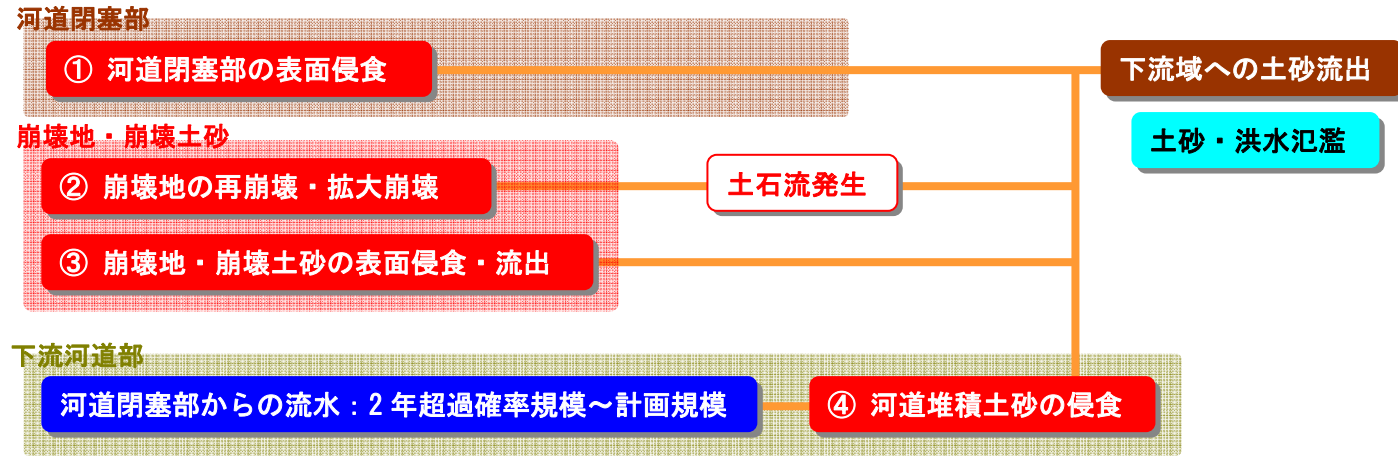 河道閉塞部
① 河道閉塞部の表面侵食
下流域への土砂流出
土砂・洪水氾濫
崩壊地・崩壊土砂
② 崩壊地の再崩壊・拡大崩壊
土石流発生
③ 崩壊地・崩壊土砂の表面侵食・流出
下流河道部
河道閉塞部からの流水：2 年超過確率規模～計画規模
④ 河道堆積土砂の侵食